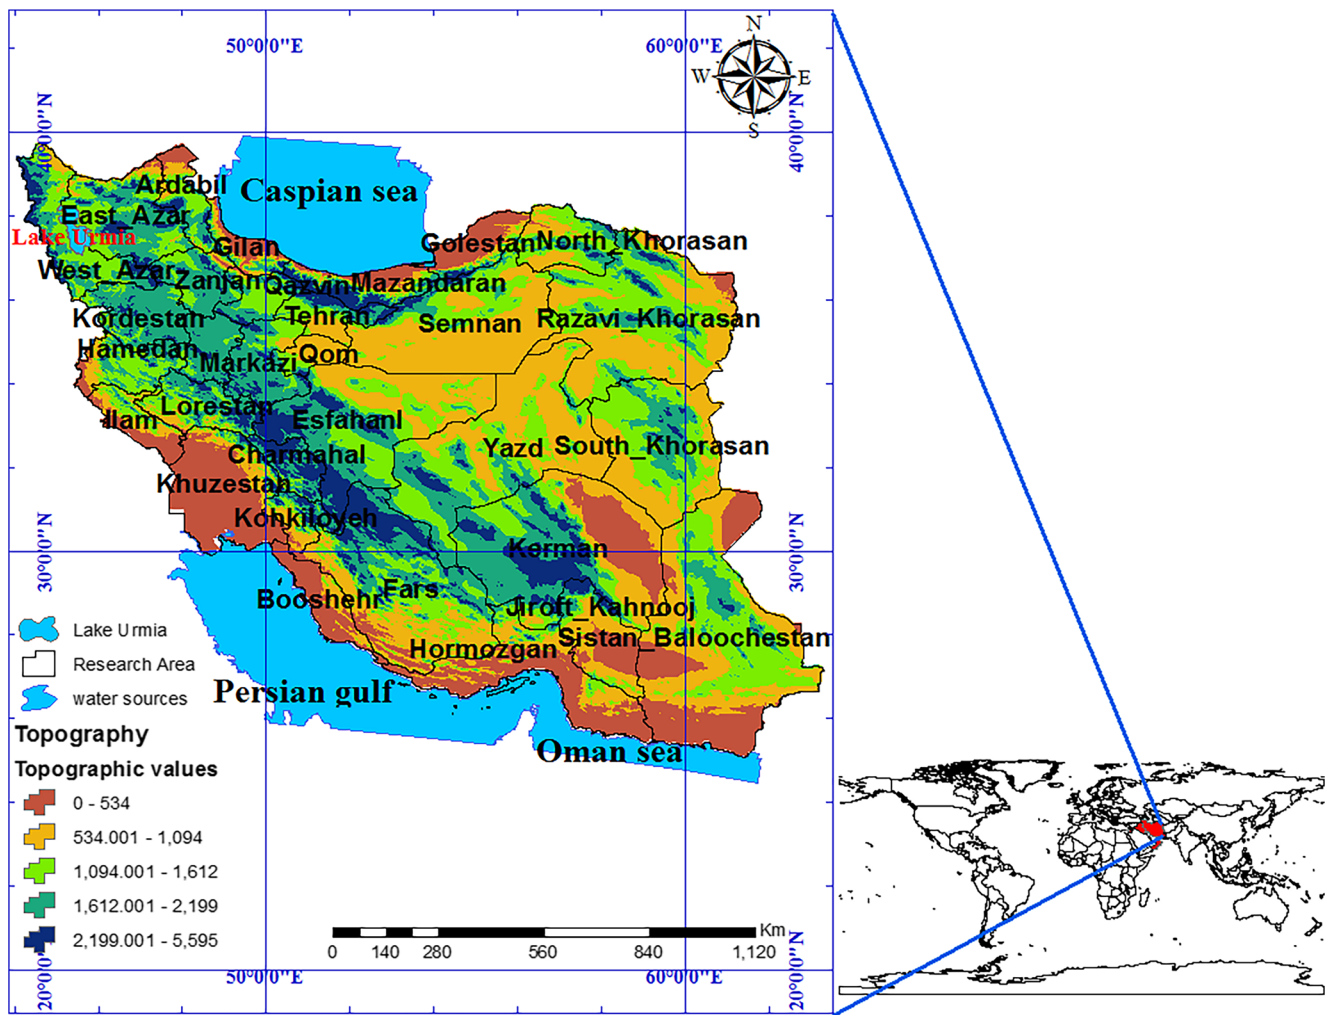 N
50°0'0"E
60°0'0"E
W
E
S
40°0'0"N
40°0'0"N
Ardabil
Caspian sea
East_Azar
Lake Urmia
Gilan
Golestan
North_Khorasan
West_Azar
Zanjan
Qazvin
Mazandaran
Kordestan
Tehran
Semnan
Razavi_Khorasan
Hamedan
Markazi
Qom
Lorestan
Ilam
Esfahanl
Charmahal
Yazd
South_Khorasan
Khuzestah
Kohkiloyeh
30°0'0"N
30°0'0"N
Kerman
Booshehr
Fars
Jiroft_Kahnooj
Sistan_Baloochestan
Hormozgan
Persian gulf
Oman sea
Lake Urmia
Research Area
water sources
Topography
Topographic values
0 - 534
534.001 - 1,094
1,094.001 - 1,612
1,612.001 - 2,199
2,199.001 - 5,595
Km
0 140 280 560 840 1,120
20°0'0"N
20°0'0"N
50°0'0"E
60°0'0"E